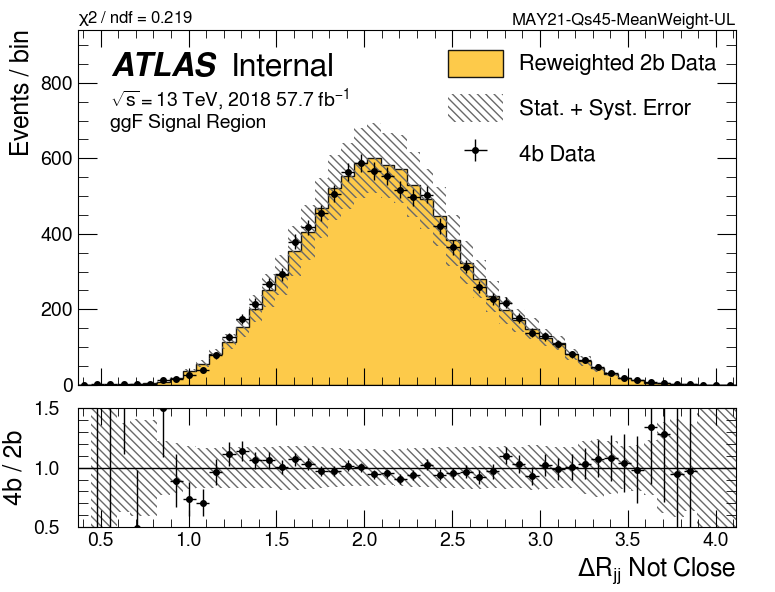 χ2 / ndf = 0.219
MAY21-Qs45-MeanWeight-UL
ATLAS Internal
√s = 13 TeV, 2018 57.7 fb−1
ggF Signal Region
Reweighted 2b Data
Stat. + Syst. Error
4b Data
Events / bin
800
600
400
200
0
4b / 2b
1.5
1.0
0.5
0.5 1.0 1.5 2.0 2.5 3.0 3.5 4.0
ΔRjj Not Close